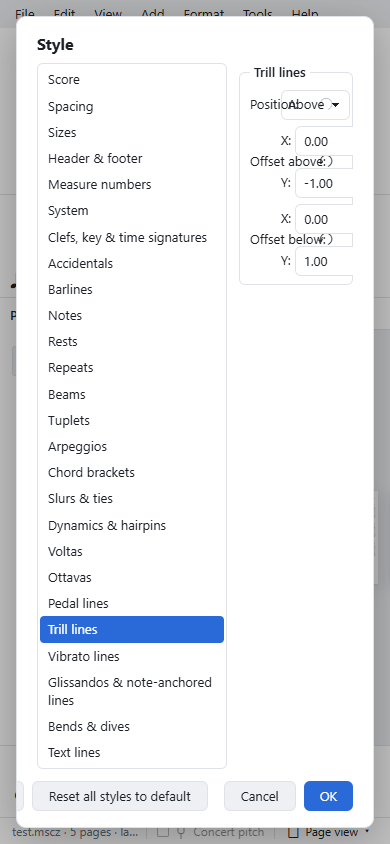 File Edit View Add Format Tools Help
Style
Score
Spacing
Sizes
Header & footer
Measure numbers
System
Clefs, key & time signatures
Accidentals
Barlines
Notes
Rests
Repeats
Beams
Tuplets
Arpeggios
Chord brackets
Slurs & ties
Dynamics & hairpins
Voltas
Ottavas
Pedal lines
Trill lines
Vibrato lines
Glissandos & note-anchored
lines
Bends & dives
Text lines
Trill lines
Position: Above
X: 0.00
Offset above:
Y: -1.00
X: 0.00
Offset below:
Y: 1.00
Reset all styles to default
Cancel
OK
test.mscz · 5 pages · la...
Concert pitch
Page view